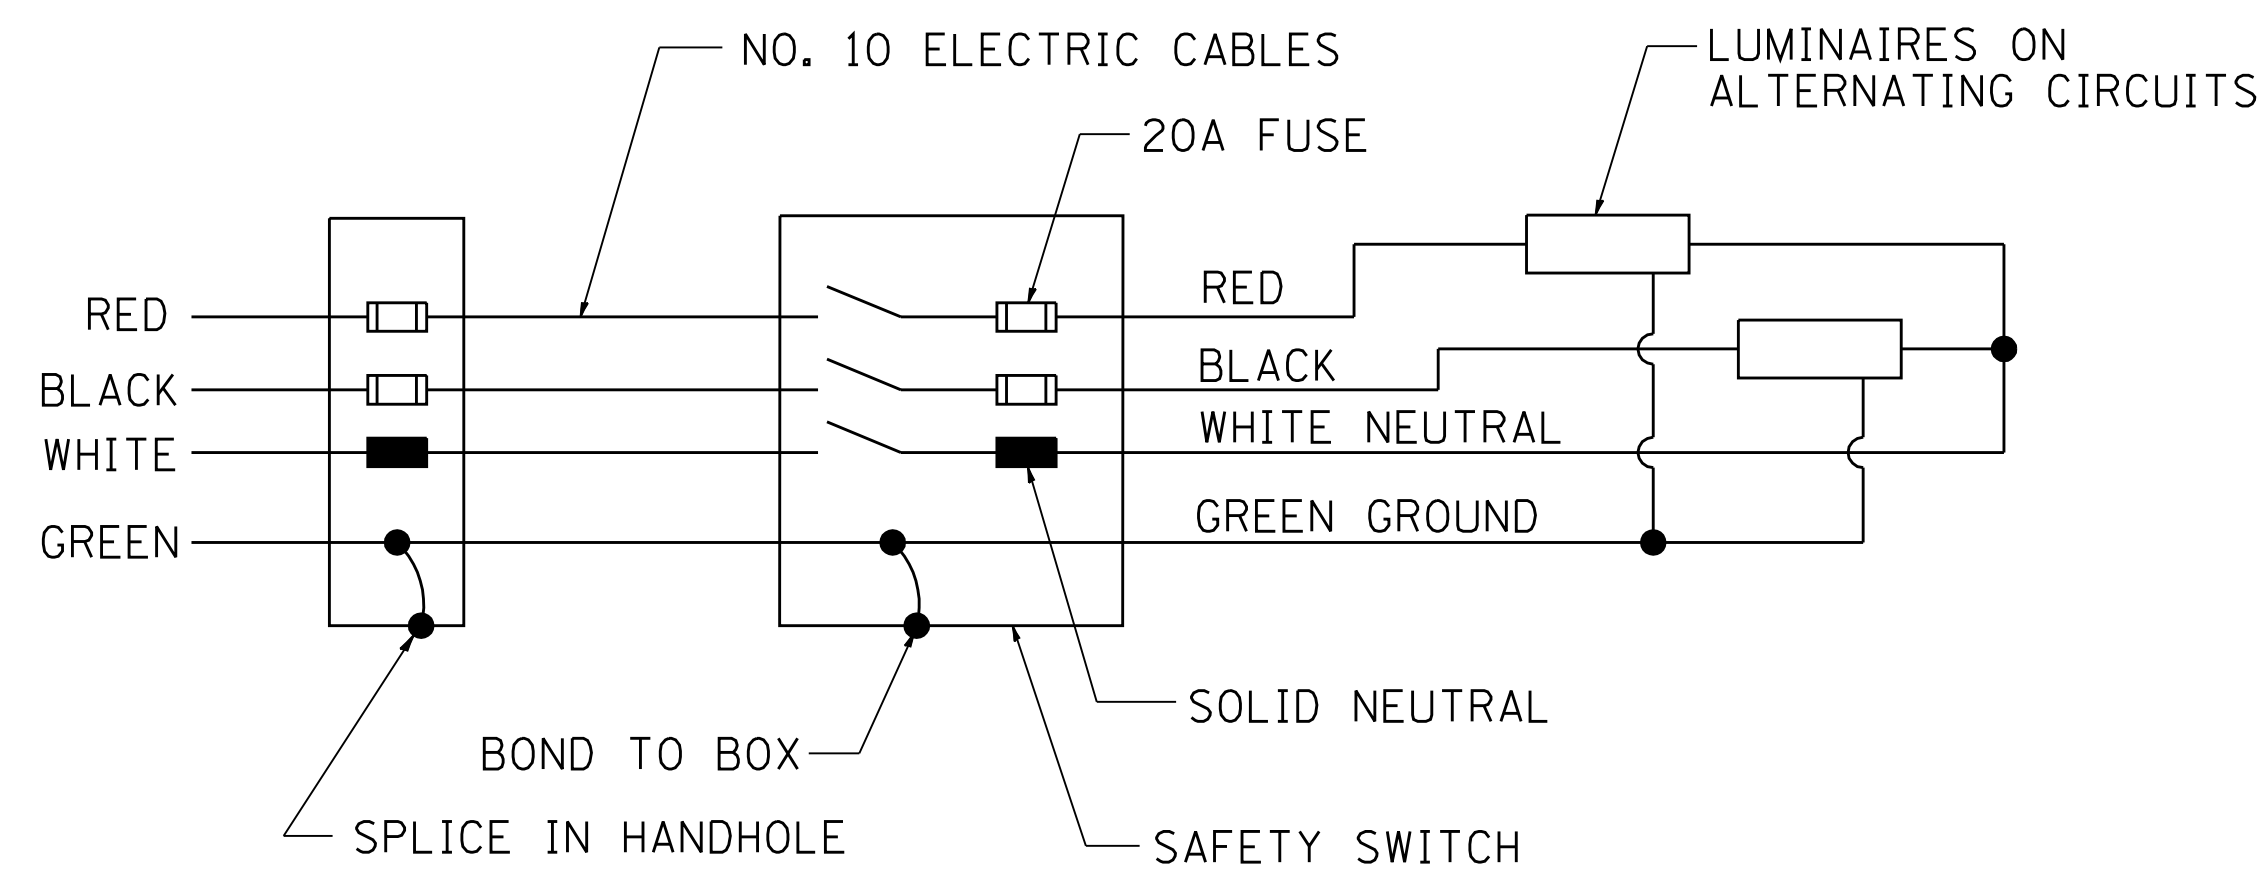 NO. 10 ELECTRIC CABLES
LUMINAIRES ON
ALTERNATING CIRCUITS
20A FUSE
RED
RED
BLACK
BLACK
WHITE NEUTRAL
WHITE
GREEN GROUND
GREEN
SOLID NEUTRAL
BOND TO BOX
SPLICE IN HANDHOLE
SAFETY SWITCH